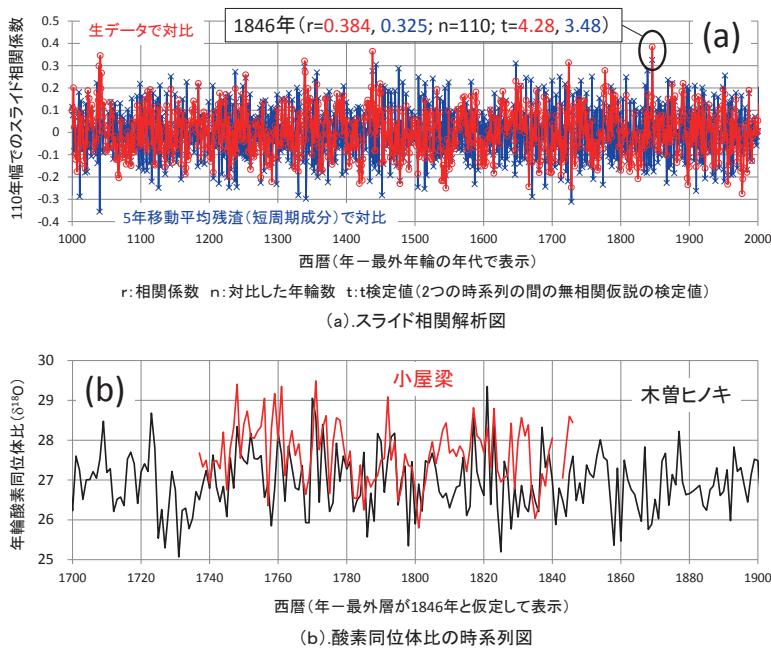 生データで対比
1846年(r=0.384, 0.325; n=110; t=4.28, 3.48)
(a)
110年幅でのスライド相関係数
0.5
0.4
0.3
0.2
0.1
0
0.1
0.2
0.3
0.4
5年移動平均残渣(短周期成分)で対比
1000 1100 1200 1300 1400 1500 1600 1700 1800 1900 2000
西暦(年ー最外年輪の年代で表示)
r:相関係数 n:対比した年輪数 t:t検定値(2つの時系列の間の無相関仮説の検定値)
(a).スライド相関解析図
(b)
小屋梁
木曽ヒノキ
年輪酸素同位体比(δ¹⁸O)
30
29
28
27
26
25
1700 1720 1740 1760 1780 1800 1820 1840 1860 1880 1900
西暦(年ー最外層が1846年と仮定して表示)
(b).酸素同位体比の時系列図